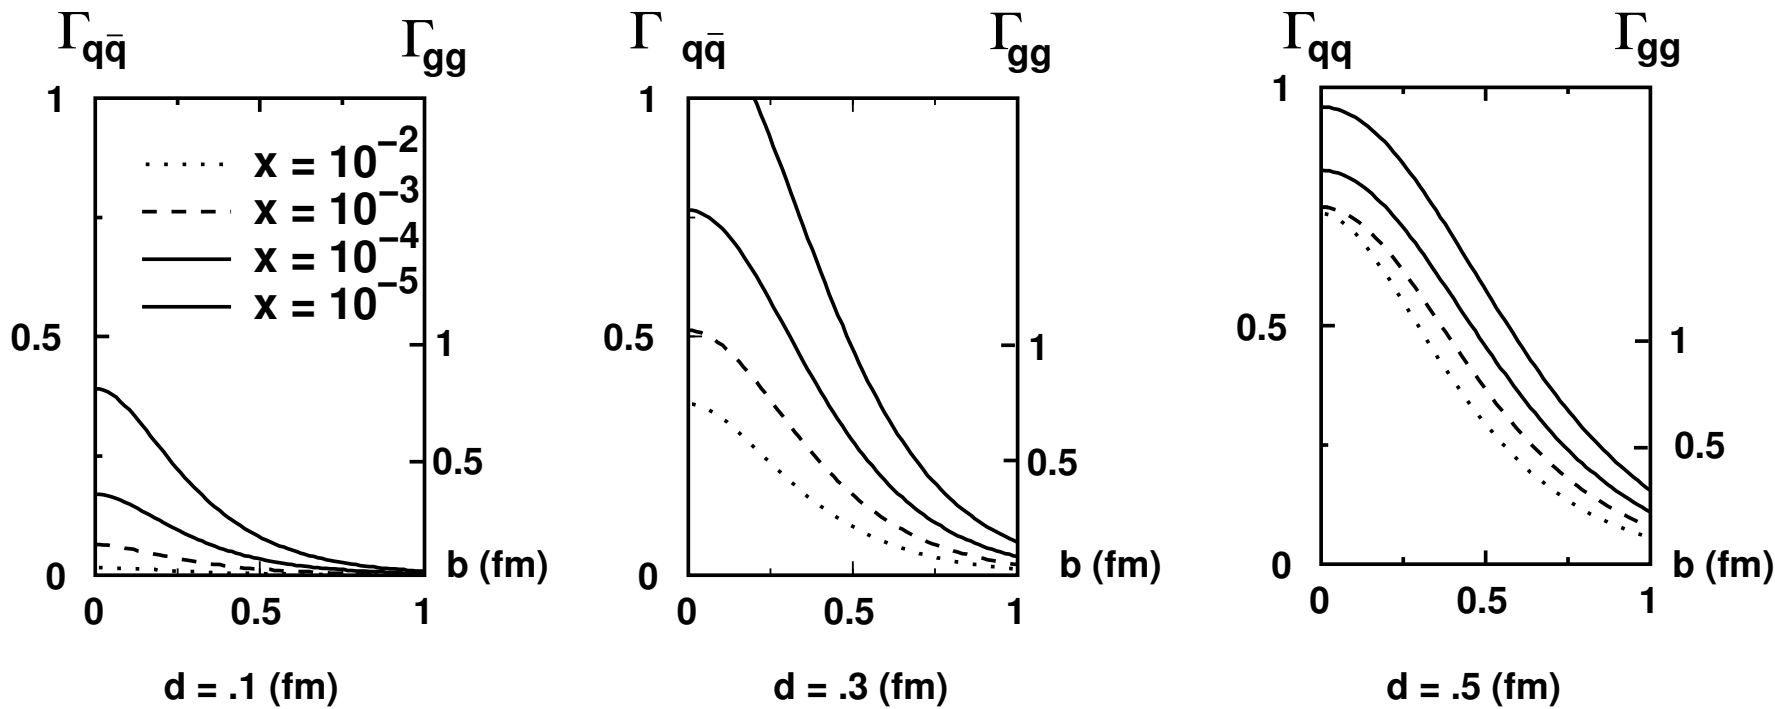 Γqq̄ Γgg
1
x = 10⁻²
x = 10⁻³
x = 10⁻⁴
x = 10⁻⁵
0.5 1
0.5
0 b (fm)
0 0.5 1
d = .1 (fm)
Γ qq̄ Γgg
1
0.5 1
0.5
0 b (fm)
0 0.5 1
d = .3 (fm)
Γqq Γgg
1
0.5 1
0.5
0 b (fm)
0 0.5 1
d = .5 (fm)